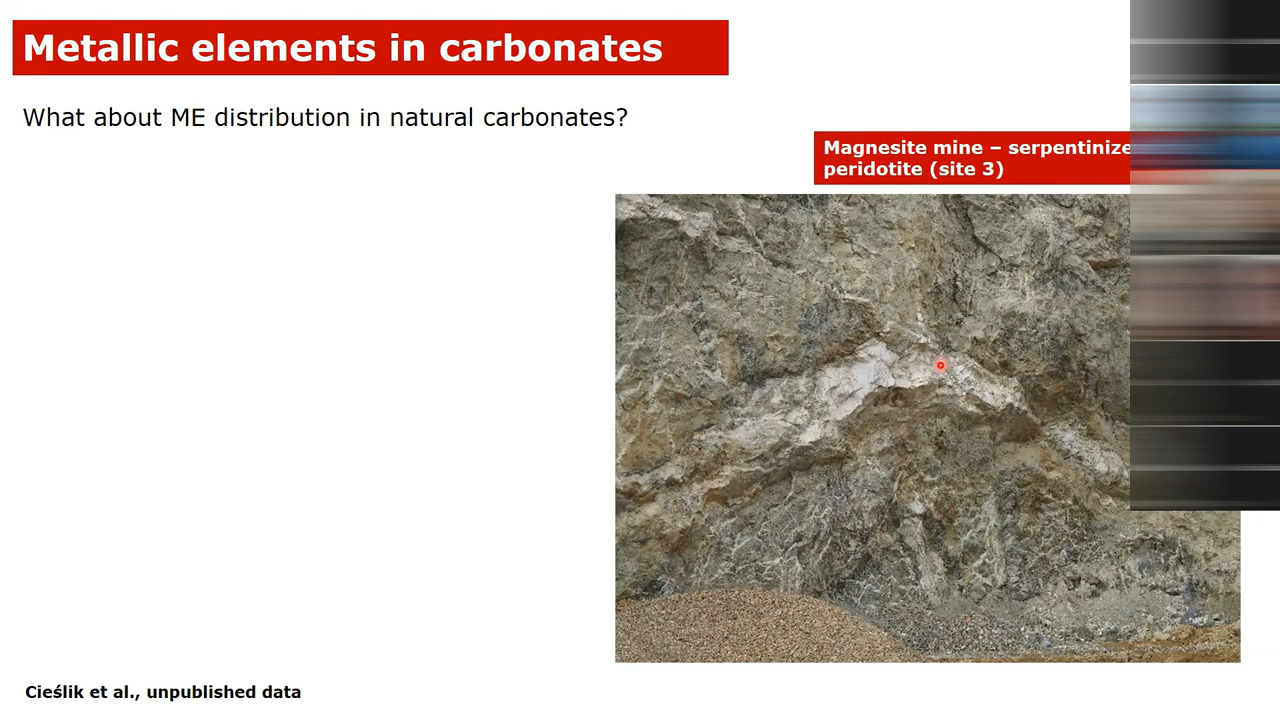 Metallic elements in carbonates
What about ME distribution in natural carbonates?
Magnesite mine – serpentinize
peridotite (site 3)
Cieślik et al., unpublished data